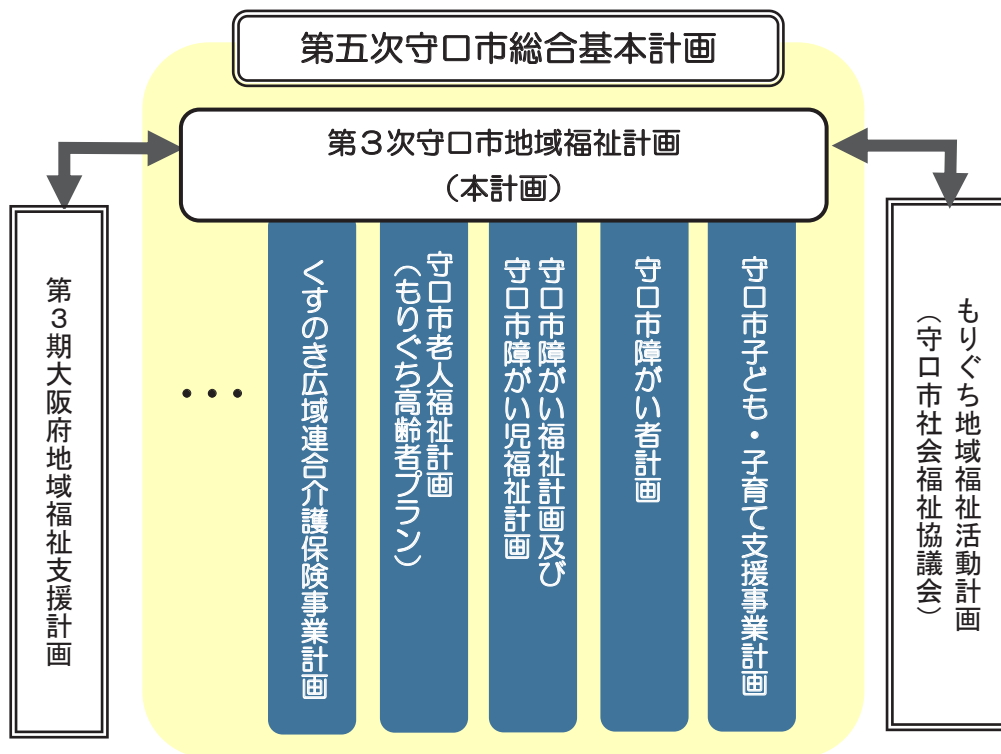 第五次守口市総合基本計画
第３次守口市地域福祉計画
（本計画）
もりぐち地域福祉活動計画
（守口市社会福祉協議会）
守口市子ども・子育て支援事業計画
守口市障がい者計画
守口市障がい福祉計画及び
守口市障がい児福祉計画
守口市老人福祉計画
（もりぐち高齢者プラン）
くすのき広域連合介護保険事業計画
・・・
第３期大阪府地域福祉支援計画